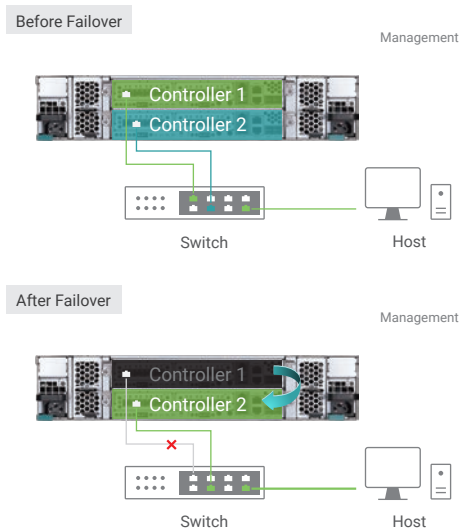 Before Failover
Management
Controller 1
Controller 2
Switch
Host
After Failover
Management
Controller 1
Controller 2
Switch
Host